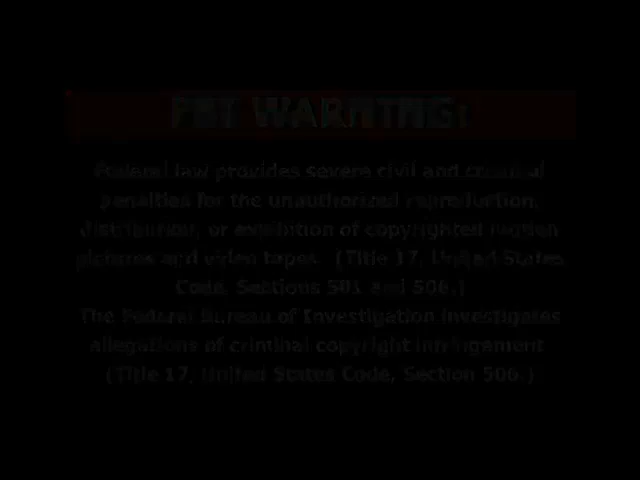 FBI WARNING:
Federal law provides severe civil and criminal
penalties for the unauthorized reproduction,
distribution, or exhibition of copyrighted motion
pictures and video tapes. (Title 17, United States
Code, Sections 501 and 506.)
The Federal Bureau of Investigation investigates
allegations of criminal copyright infringement
(Title 17, United States Code, Section 506.)